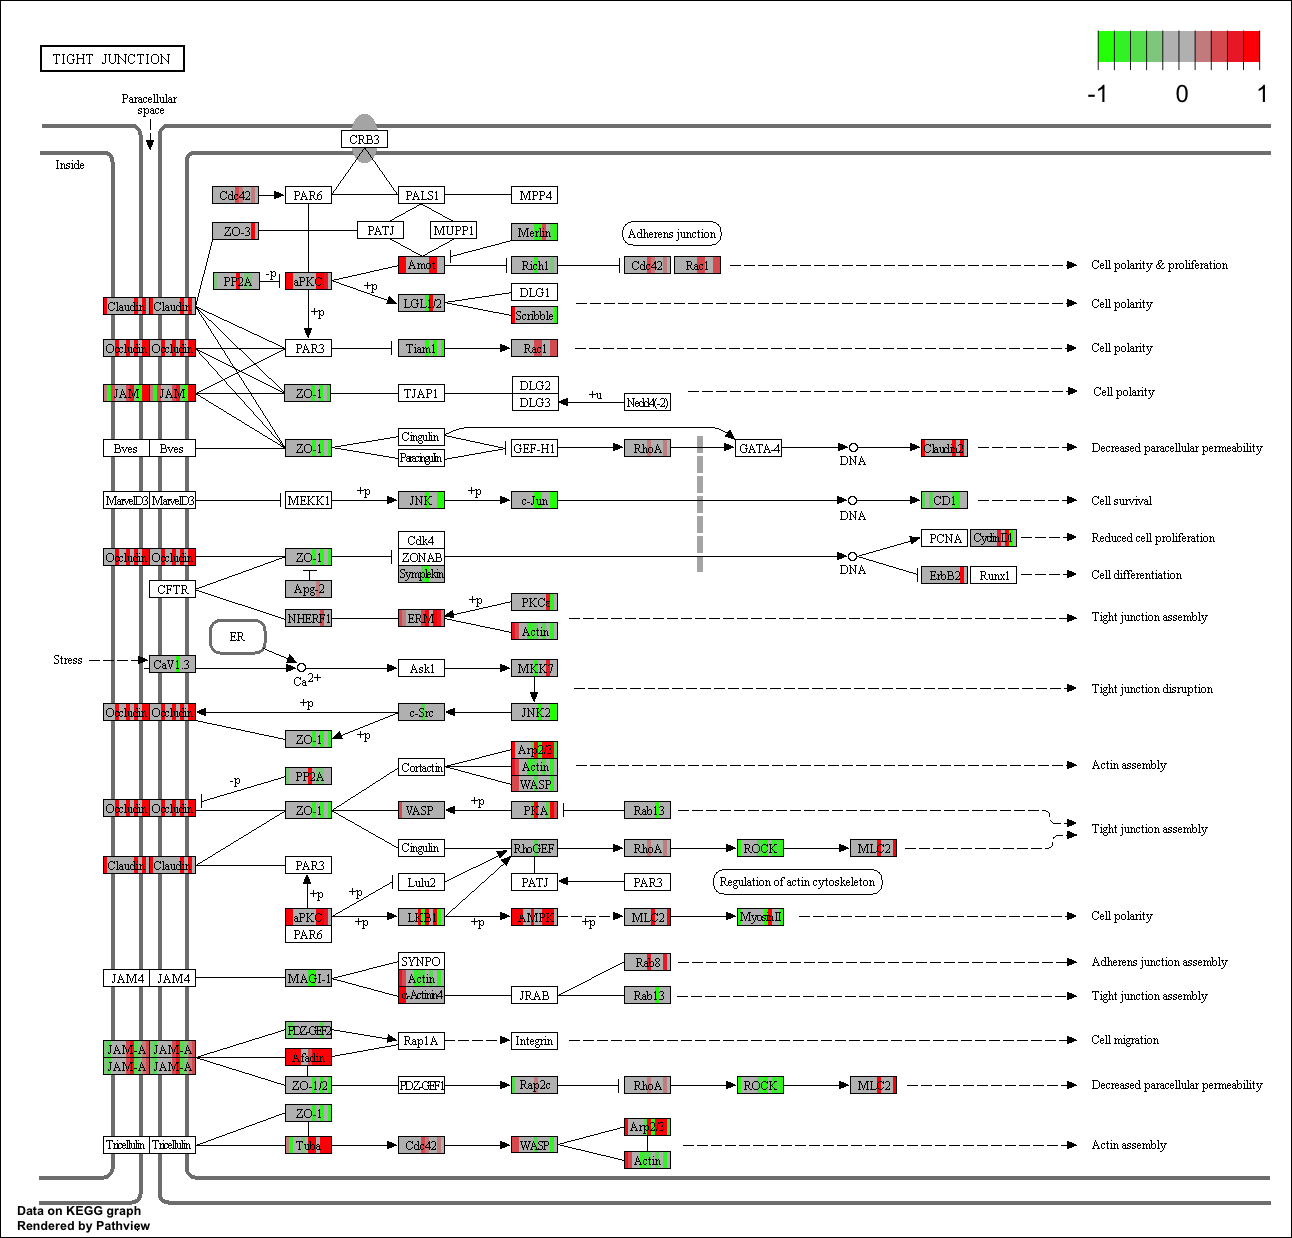 TIGHT JUNCTION
-1 0 1
Paracellular
space
Inside
CRB3
Cdc42 PAR6 PALS1 MPP4
ZO-3 PATJ MUPP1 Merlin Adherens junction
PP2A -p aPKC Amot Rich1 Cdc42 Rac1 Cell polarity & proliferation
+p
Claudin Claudin +p LGL1/2 DLG1 Cell polarity
Scribble
Occludin Occludin PAR3 Tiam1 Rac1 Cell polarity
JAM JAM ZO-1 TJAP1 DLG2 Cell polarity
DLG3 +u Nedd4(-2)
Bves Bves ZO-1 Cingulin GEF-H1 RhoA GATA-4 DNA Claudin2 Decreased paracellular permeability
Paracingulin
MarvelD3 MarvelD3 MEKK1 +p JNK +p c-Jun DNA CD1 Cell survival
Cdk4 PCNA CyclinD1 Reduced cell proliferation
Occludin Occludin ZO-1 ZONAB DNA
Symplekin ErbB2 Runx1 Cell differentiation
CFTR Apg-2
NHERF1 ERM +p PKCε Tight junction assembly
Actin
ER
Stress CaV1.3 Ca2+ Ask1 MKK7
Tight junction disruption
Occludin Occludin +p c-Src JNK2
ZO-1 +p
Arp2/3
PP2A -p Cortactin Actin Actin assembly
WASP
Occludin Occludin ZO-1 VASP +p PKA Rab13
Tight junction assembly
Cingulin RhoGEF RhoA ROCK MLC2
Claudin Claudin PAR3 Lulu2 PATJ PAR3 Regulation of actin cytoskeleton
+p +p
aPKC +p LKB1 +p AMPK +p MLC2 MyosinII Cell polarity
PAR6
SYNPO Rab8 Adherens junction assembly
JAM4 JAM4 MAGI-1 Actin
α-Actinin4 JRAB Rab13 Tight junction assembly
PDZ-GEF2
JAM-A JAM-A Rap1A Integrin Cell migration
JAM-A JAM-A Afadin
ZO-1/2 PDZ-GEF1 Rap2c RhoA ROCK MLC2 Decreased paracellular permeability
ZO-1
Arp2/3
Tricellulin Tricellulin Tuba Cdc42 WASP Actin assembly
Actin
Data on KEGG graph
Rendered by Pathview